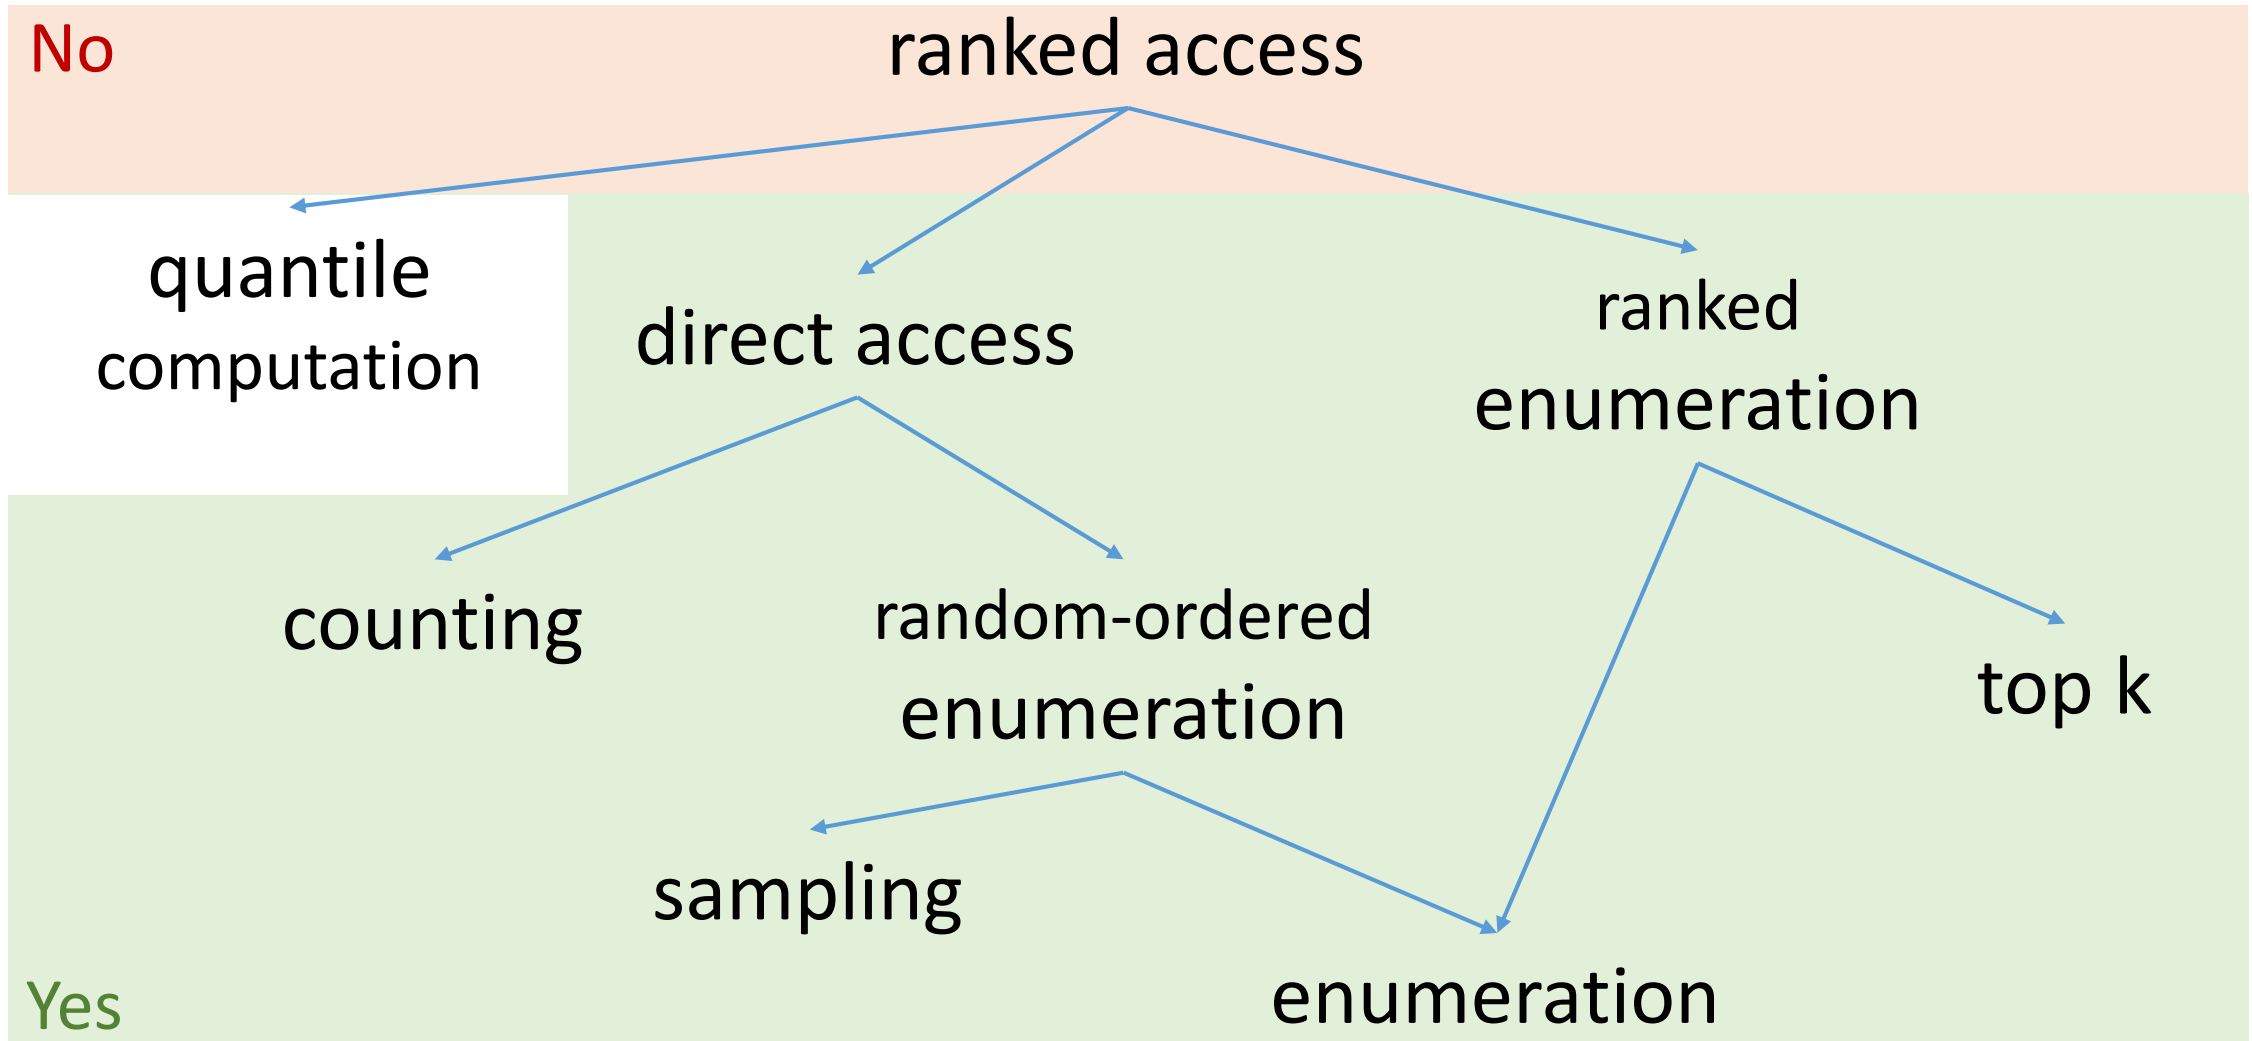 No
ranked access
quantile
computation
direct access
ranked
enumeration
counting
random-ordered
enumeration
top k
sampling
enumeration
Yes